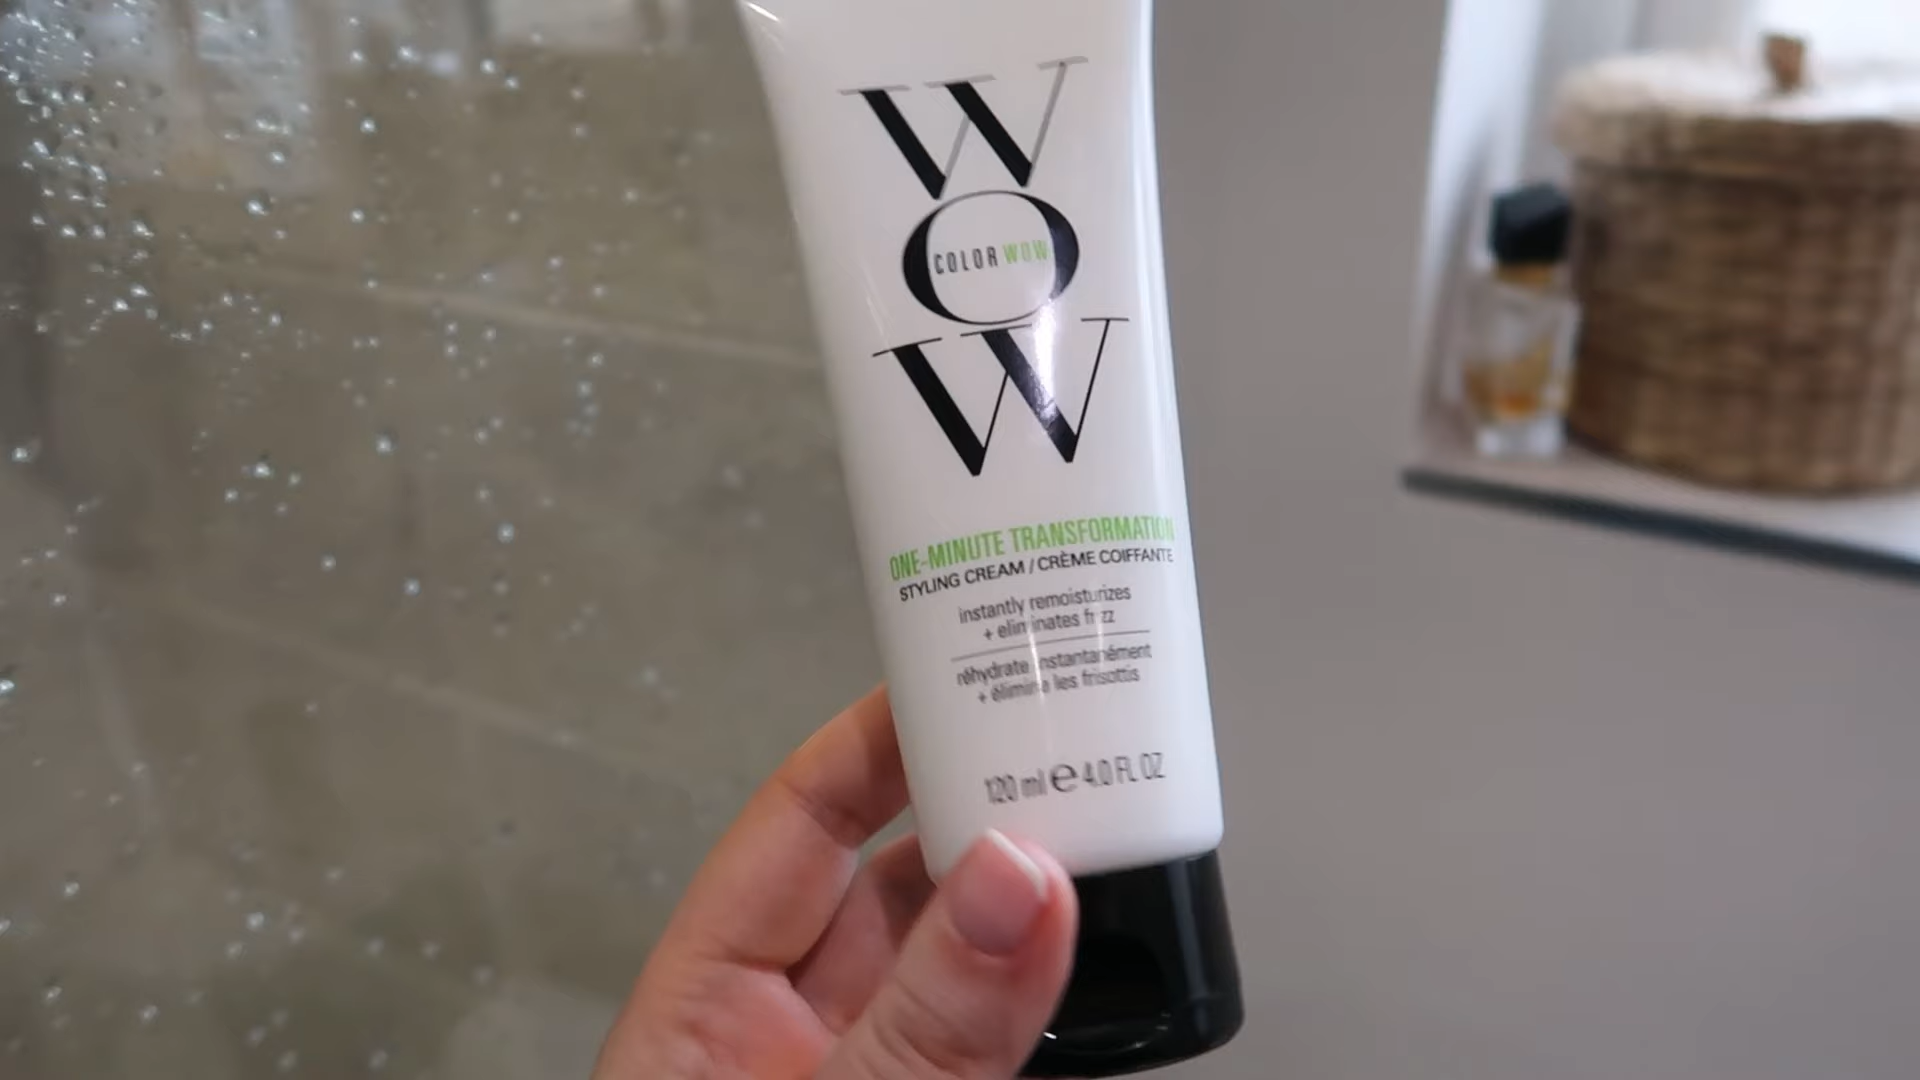 W
O
COLOR WOW
W
ONE-MINUTE TRANSFORMATION
STYLING CREAM / CRÈME COIFFANTE
instantly remoisturizes
+ eliminates frizz
réhydrate instantanément
+ élimine les frisottis
120 ml ℮ 4.0 FL OZ